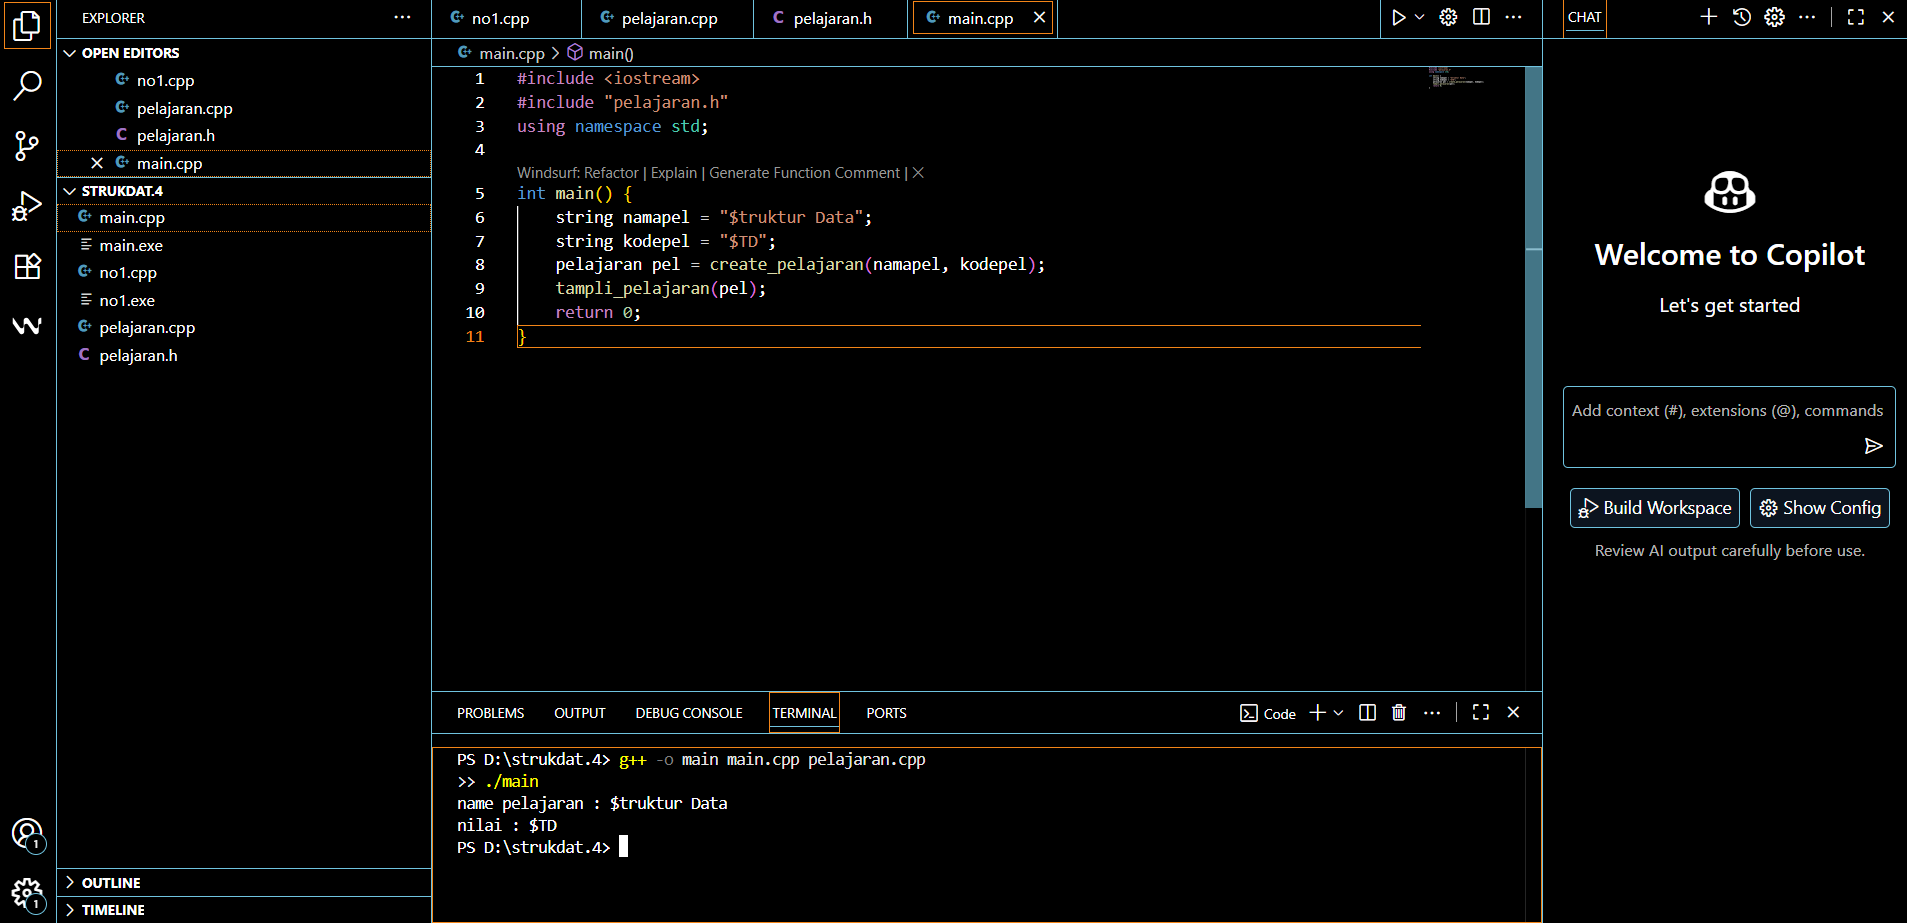 EXPLORER
OPEN EDITORS
no1.cpp
pelajaran.cpp
pelajaran.h
main.cpp
STRUKDAT.4
main.cpp
main.exe
no1.cpp
no1.exe
pelajaran.cpp
pelajaran.h
OUTLINE
TIMELINE
1
1
no1.cpp pelajaran.cpp pelajaran.h main.cpp
main.cpp > main()
1 #include <iostream>
2 #include "pelajaran.h"
3 using namespace std;
4
Windsurf: Refactor | Explain | Generate Function Comment | X
5 int main() {
6 string namapel = "$truktur Data";
7 string kodepel = "$TD";
8 pelajaran pel = create_pelajaran(namapel, kodepel);
9 tampli_pelajaran(pel);
10 return 0;
11 }
PROBLEMS OUTPUT DEBUG CONSOLE TERMINAL PORTS Code
PS D:\strukdat.4> g++ -o main main.cpp pelajaran.cpp
>> ./main
name pelajaran : $truktur Data
nilai : $TD
PS D:\strukdat.4>
CHAT
Welcome to Copilot
Let's get started
Add context (#), extensions (@), commands
Build Workspace Show Config
Review AI output carefully before use.